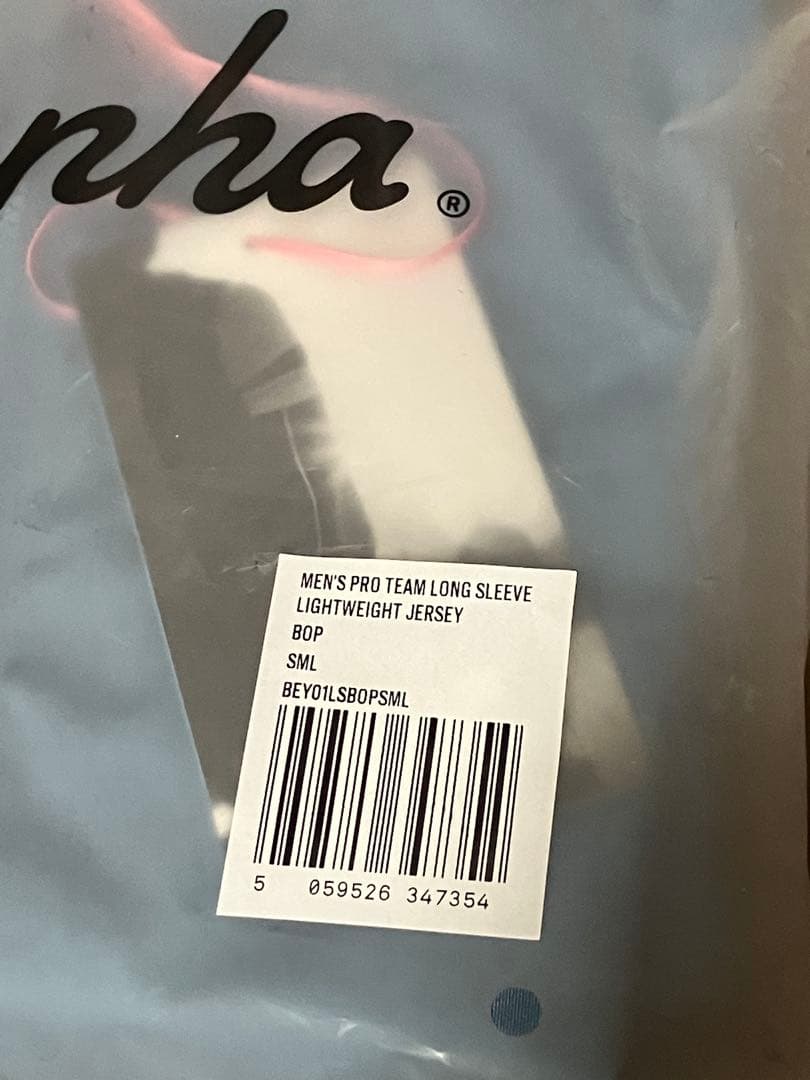 pha®
MEN'S PRO TEAM LONG SLEEVE
LIGHTWEIGHT JERSEY
BOP
SML
BEY01LSBOPSML
5 059526 347354